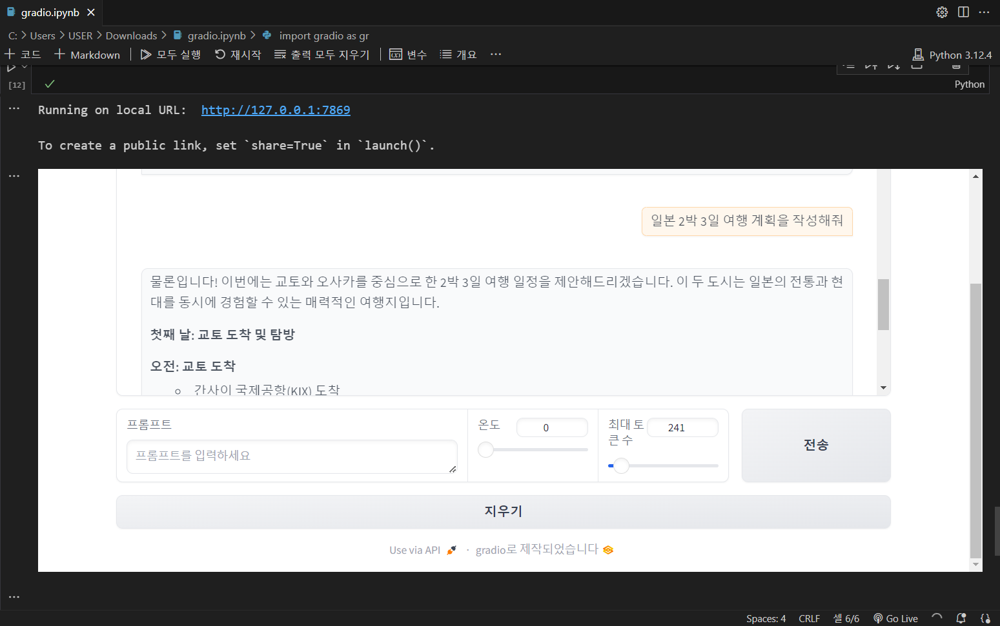 gradio.ipynb
C: > Users > USER > Downloads > gradio.ipynb > import gradio as gr
+ 코드 + Markdown 모두 실행 재시작 출력 모두 지우기 변수 개요 ··· Python 3.12.4
[12]
Python
Running on local URL: http://127.0.0.1:7869
To create a public link, set `share=True` in `launch()`.
일본 2박 3일 여행 계획을 작성해줘
물론입니다! 이번에는 교토와 오사카를 중심으로 한 2박 3일 여행 일정을 제안해드리겠습니다. 이 두 도시는 일본의 전통과 현
대를 동시에 경험할 수 있는 매력적인 여행지입니다.
첫째 날: 교토 도착 및 탐방
오전: 교토 도착
간사이 국제공항(KIX) 도착
프롬프트
프롬프트를 입력하세요
온도 0
최대 토
큰 수
241
전송
지우기
Use via API · gradio로 제작되었습니다
Spaces: 4 CRLF 셀 6/6 Go Live